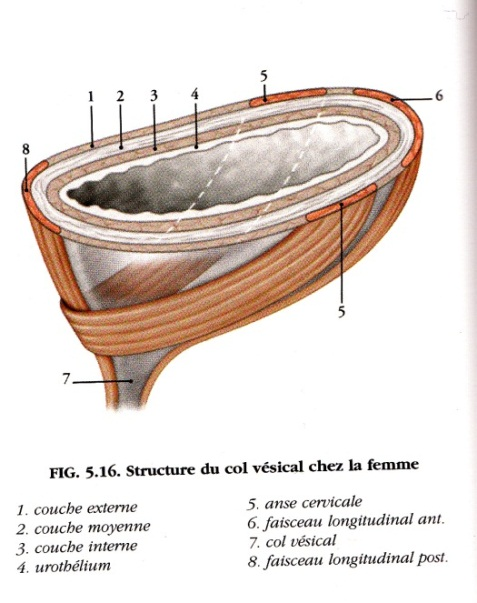 5
6
1
2
3
4
8
5
7
FIG. 5.16. Structure du col vésical chez la femme
1. couche externe
2. couche moyenne
3. couche interne
4. urothélium
5. anse cervicale
6. faisceau longitudinal ant.
7. col vésical
8. faisceau longitudinal post.